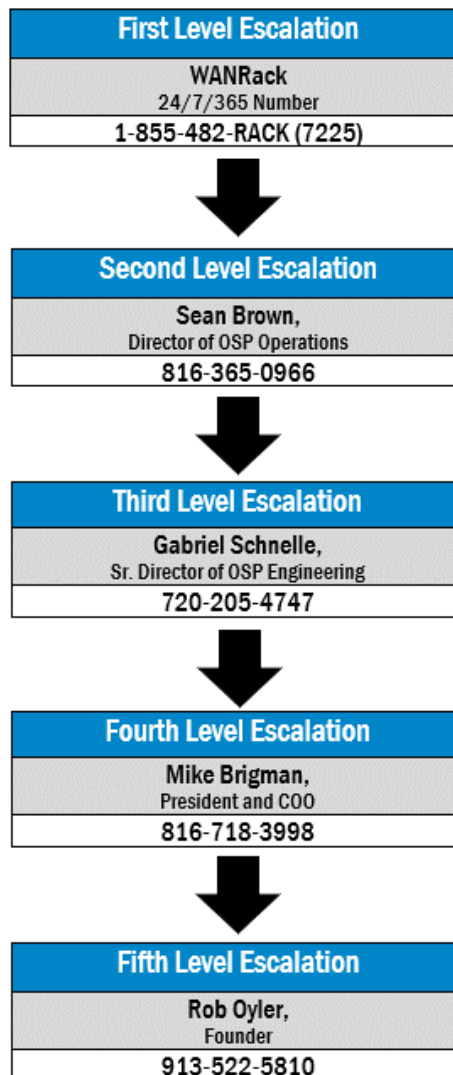 First Level Escalation
WANRack
24/7/365 Number
1-855-482-RACK (7225)
Second Level Escalation
Sean Brown,
Director of OSP Operations
816-365-0966
Third Level Escalation
Gabriel Schnelle,
Sr. Director of OSP Engineering
720-205-4747
Fourth Level Escalation
Mike Brigman,
President and COO
816-718-3998
Fifth Level Escalation
Rob Oyler,
Founder
913-522-5810